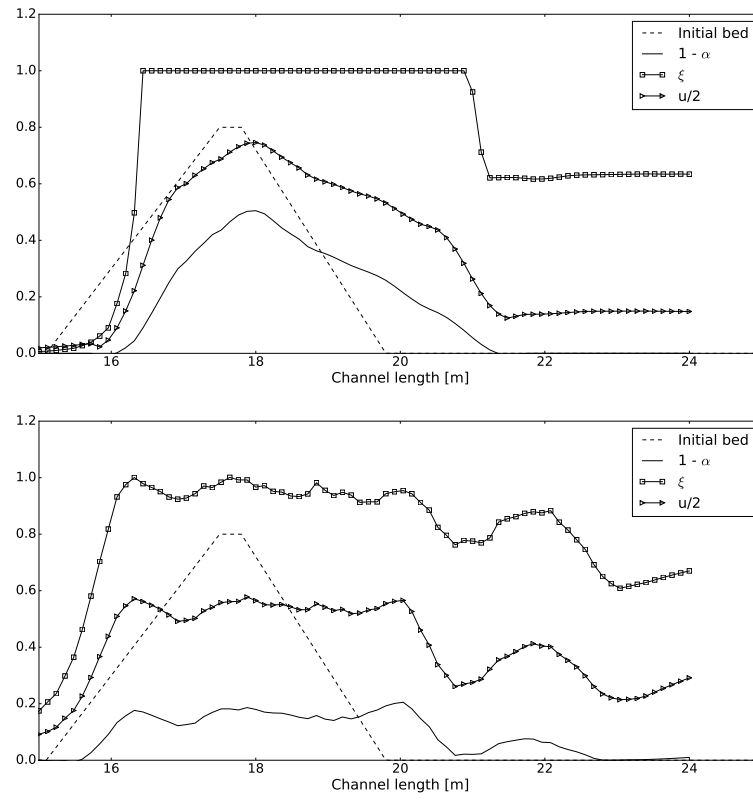 1.2
1.0
0.8
0.6
0.4
0.2
0.0
16
18
20
22
24
Channel length [m]
Initial bed
1 - α
ξ
u/2
1.2
1.0
0.8
0.6
0.4
0.2
0.0
16
18
20
22
24
Channel length [m]
Initial bed
1 - α
ξ
u/2